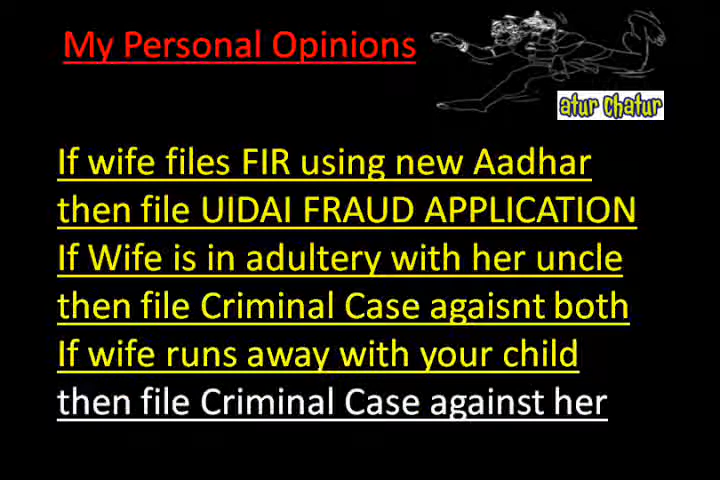 My Personal Opinions
atur Chatur
If wife files FIR using new Aadhar
then file UIDAI FRAUD APPLICATION
If Wife is in adultery with her uncle
then file Criminal Case agaisnt both
If wife runs away with your child
then file Criminal Case against her